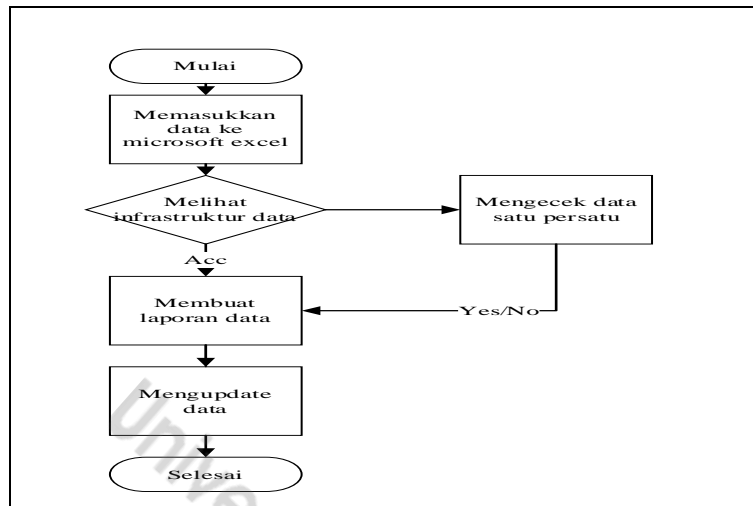 Mulai
Memasukkan
data ke
microsoft excel
Melihat
infrastruktur data
Mengecek data
satu persatu
Acc
Membuat
laporan data
Yes/No
Mengupdate
data
Selesai